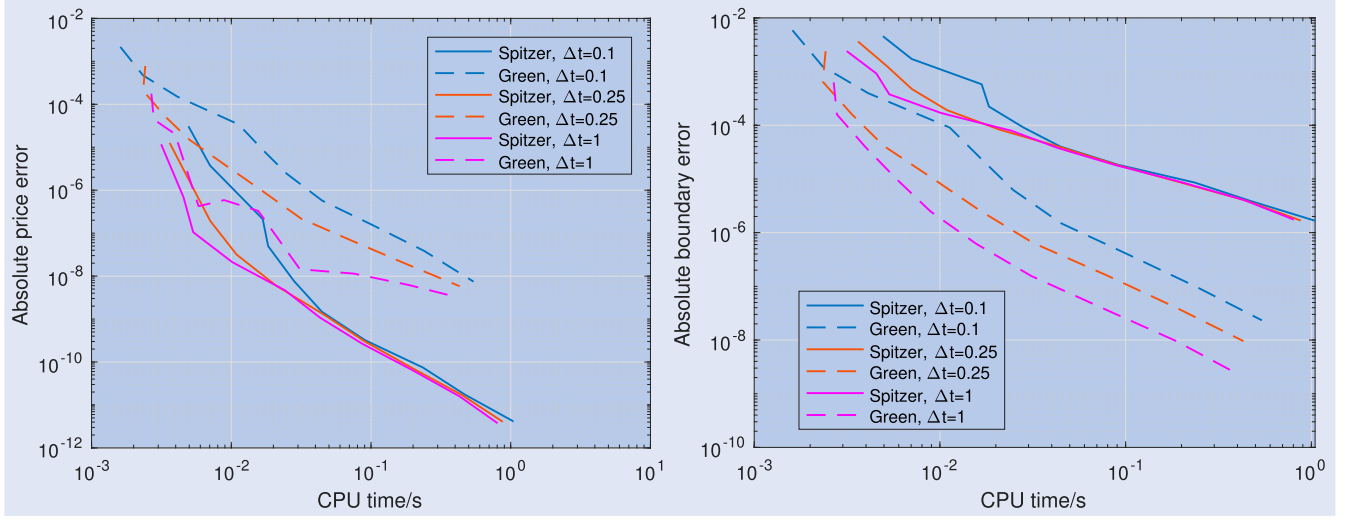 Absolute price error
10^-2
10^-4
10^-6
10^-8
10^-10
10^-12
Spitzer, Δt=0.1
Green, Δt=0.1
Spitzer, Δt=0.25
Green, Δt=0.25
Spitzer, Δt=1
Green, Δt=1
10^-3 10^-2 10^-1 10^0 10^1
CPU time/s
Absolute boundary error
10^-2
10^-4
10^-6
10^-8
10^-10
Spitzer, Δt=0.1
Green, Δt=0.1
Spitzer, Δt=0.25
Green, Δt=0.25
Spitzer, Δt=1
Green, Δt=1
10^-3 10^-2 10^-1 10^0
CPU time/s